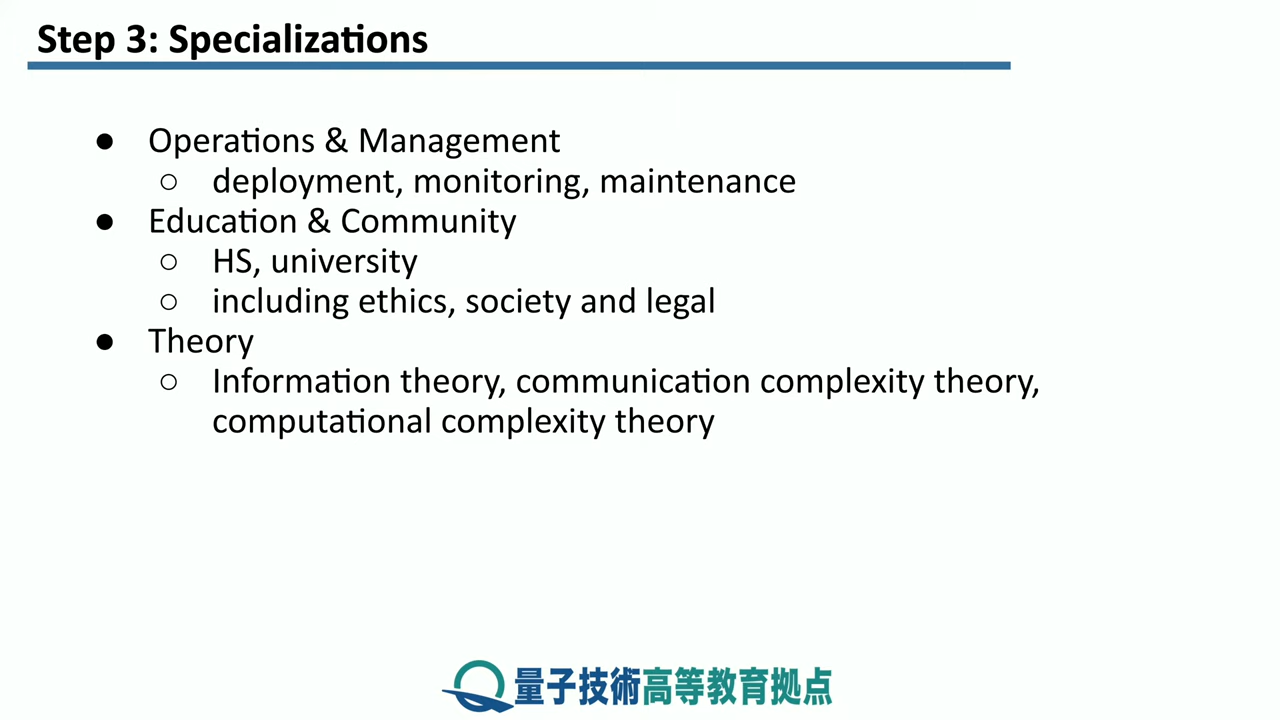 Step 3: Specializations
● Operations & Management
○ deployment, monitoring, maintenance
● Education & Community
○ HS, university
○ including ethics, society and legal
● Theory
○ Information theory, communication complexity theory,
computational complexity theory
量子技術高等教育拠点